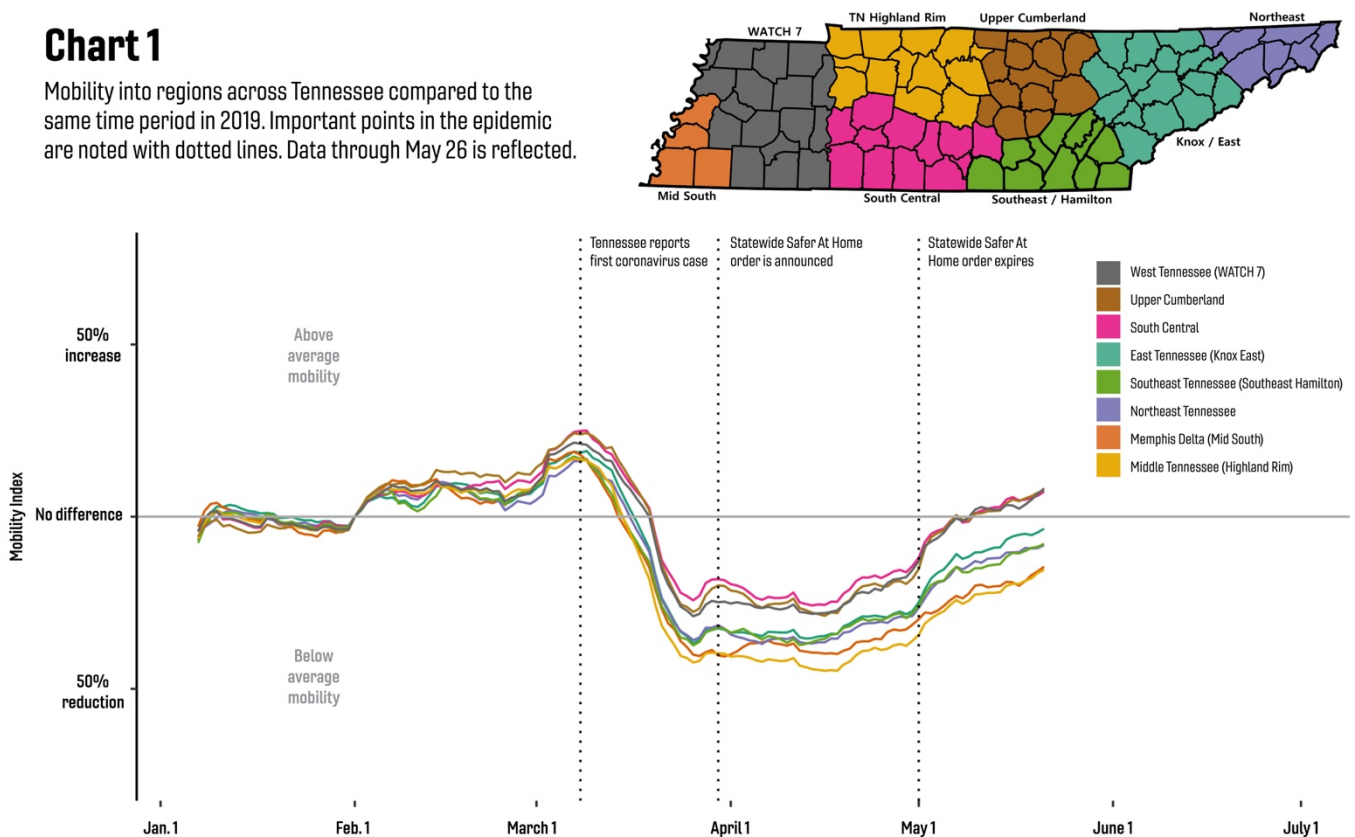 Chart 1
Mobility into regions across Tennessee compared to the
same time period in 2019. Important points in the epidemic
are noted with dotted lines. Data through May 26 is reflected.
WATCH 7
TN Highland Rim
Upper Cumberland
Northeast
Knox / East
Mid South
South Central
Southeast / Hamilton
Tennessee reports
first coronavirus case
Statewide Safer At Home
order is announced
Statewide Safer At
Home order expires
West Tennessee (WATCH 7)
Upper Cumberland
South Central
East Tennessee (Knox East)
Southeast Tennessee (Southeast Hamilton)
Northeast Tennessee
Memphis Delta (Mid South)
Middle Tennessee (Highland Rim)
50%
increase
Above
average
mobility
Mobility Index
No difference
Below
average
mobility
50%
reduction
Jan. 1
Feb. 1
March 1
April 1
May 1
June 1
July 1